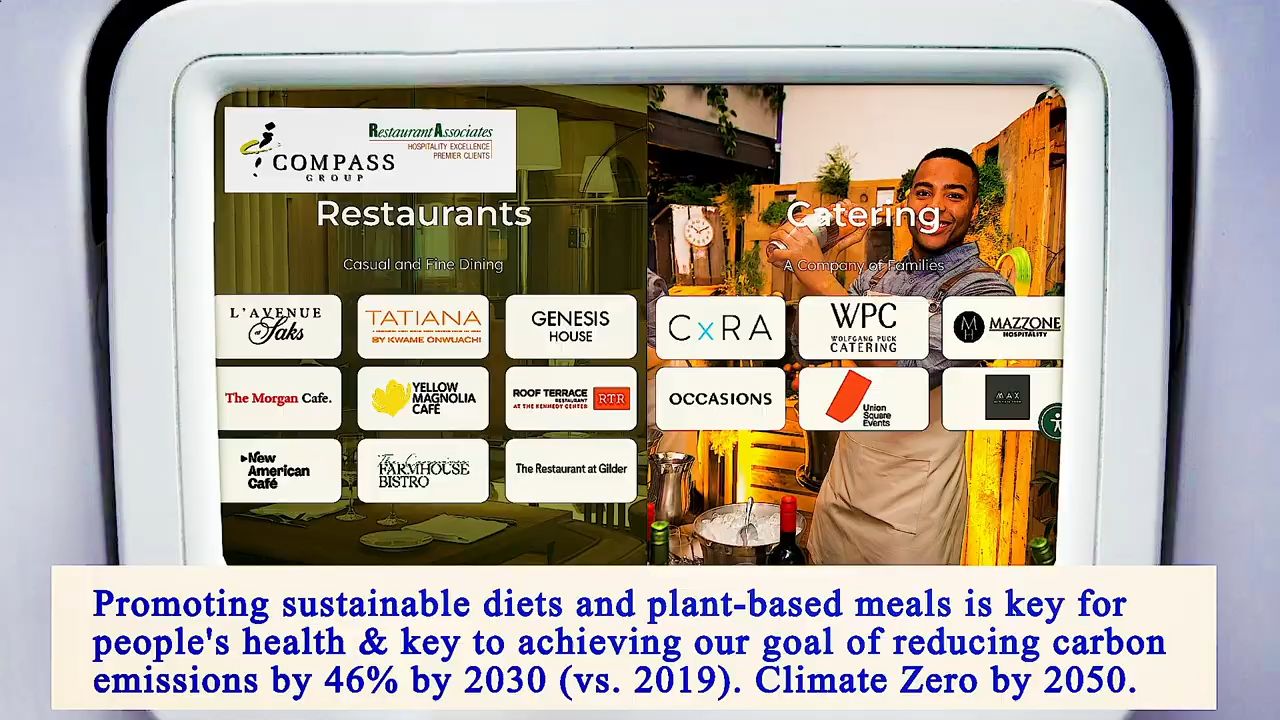 COMPASS
GROUP
Restaurant Associates
HOSPITALITY EXCELLENCE
PREMIER CLIENTS
Restaurants
Casual and Fine Dining
L'AVENUE
Saks
TATIANA
BY KWAME ONWUACHI
GENESIS
HOUSE
The Morgan Cafe.
YELLOW
MAGNOLIA
CAFÉ
ROOF TERRACE
RESTAURANT
AT THE KENNEDY CENTER
RTR
New
American
Café
FARMHOUSE
BISTRO
The Restaurant at Gilder
Catering
A Company of Families
CxRA
WPC
WOLFGANG PUCK
CATERING
MH
MAZZONE
HOSPITALITY
OCCASIONS
Union
Square
Events
MAX
Promoting sustainable diets and plant-based meals is key for
people's health & key to achieving our goal of reducing carbon
emissions by 46% by 2030 (vs. 2019). Climate Zero by 2050.